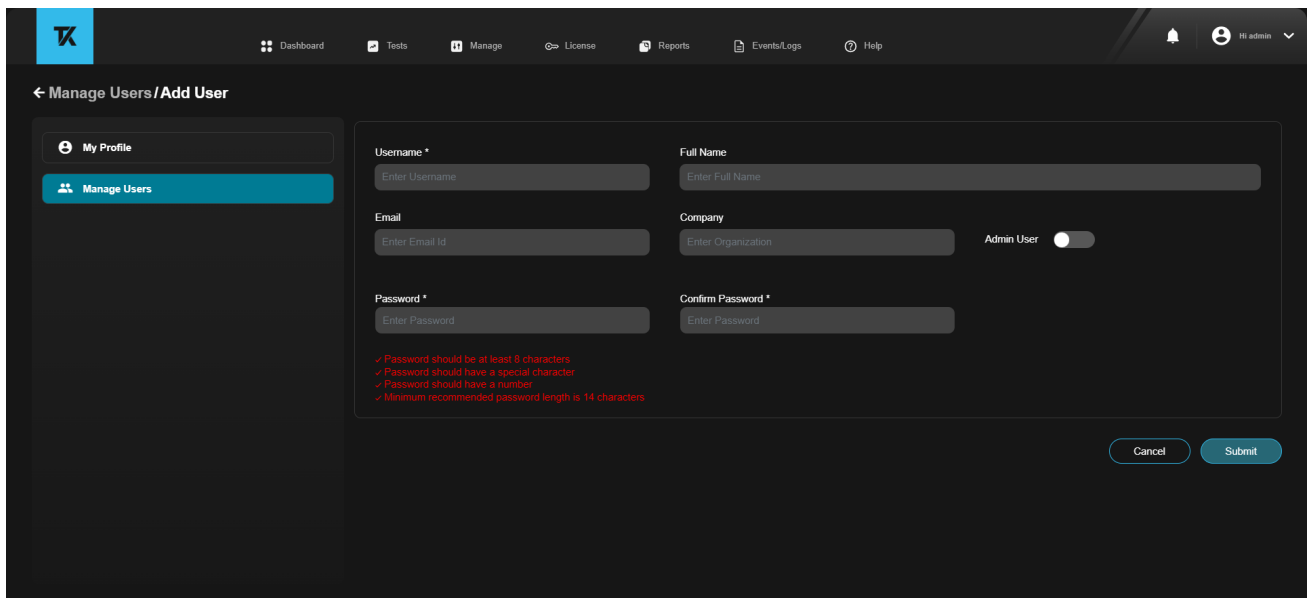 TK
Dashboard
Tests
Manage
License
Reports
Events/Logs
Help
Hi admin
Manage Users/Add User
My Profile
Manage Users
Username *
Full Name
Enter Username
Enter Full Name
Email
Company
Enter Email Id
Enter Organization
Admin User
Password *
Confirm Password *
Enter Password
Enter Password
✓ Password should be at least 8 characters
✓ Password should have a special character
✓ Password should have a number
✓ Minimum recommended password length is 14 characters
Cancel
Submit